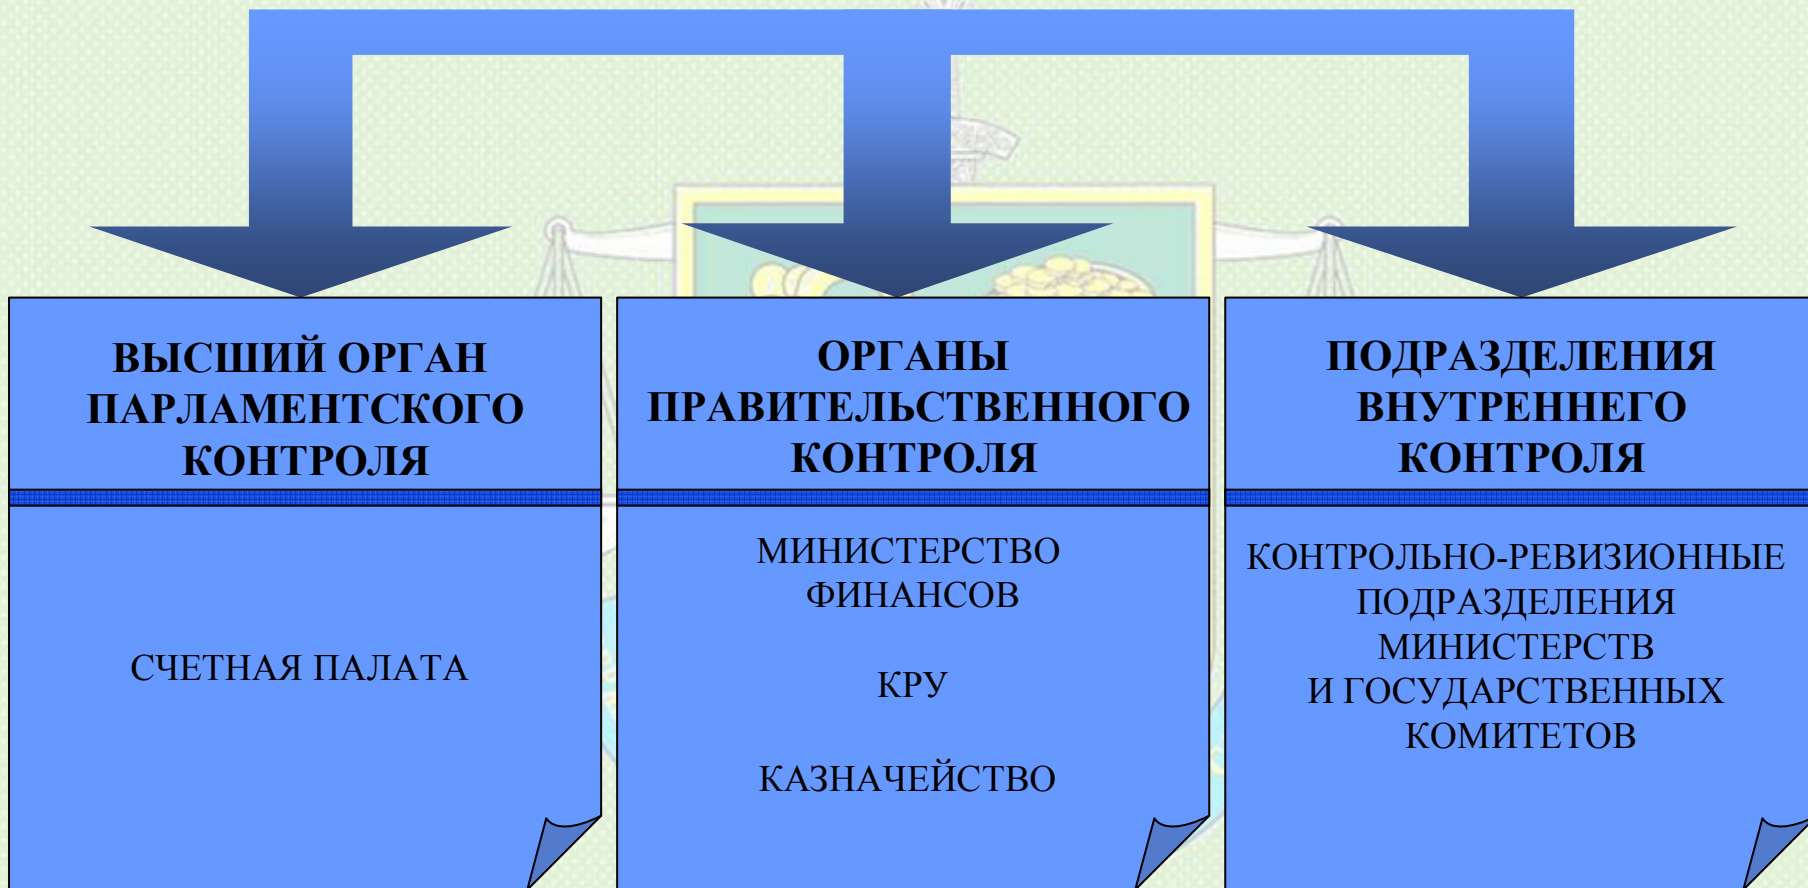 ВЫСШИЙ ОРГАН
ПАРЛАМЕНТСКОГО
КОНТРОЛЯ
СЧЕТНАЯ ПАЛАТА
ОРГАНЫ
ПРАВИТЕЛЬСТВЕННОГО
КОНТРОЛЯ
МИНИСТЕРСТВО
ФИНАНСОВ
КРУ
КАЗНАЧЕЙСТВО
ПОДРАЗДЕЛЕНИЯ
ВНУТРЕННЕГО
КОНТРОЛЯ
КОНТРОЛЬНО-РЕВИЗИОННЫЕ
ПОДРАЗДЕЛЕНИЯ
МИНИСТЕРСТВ
И ГОСУДАРСТВЕННЫХ
КОМИТЕТОВ